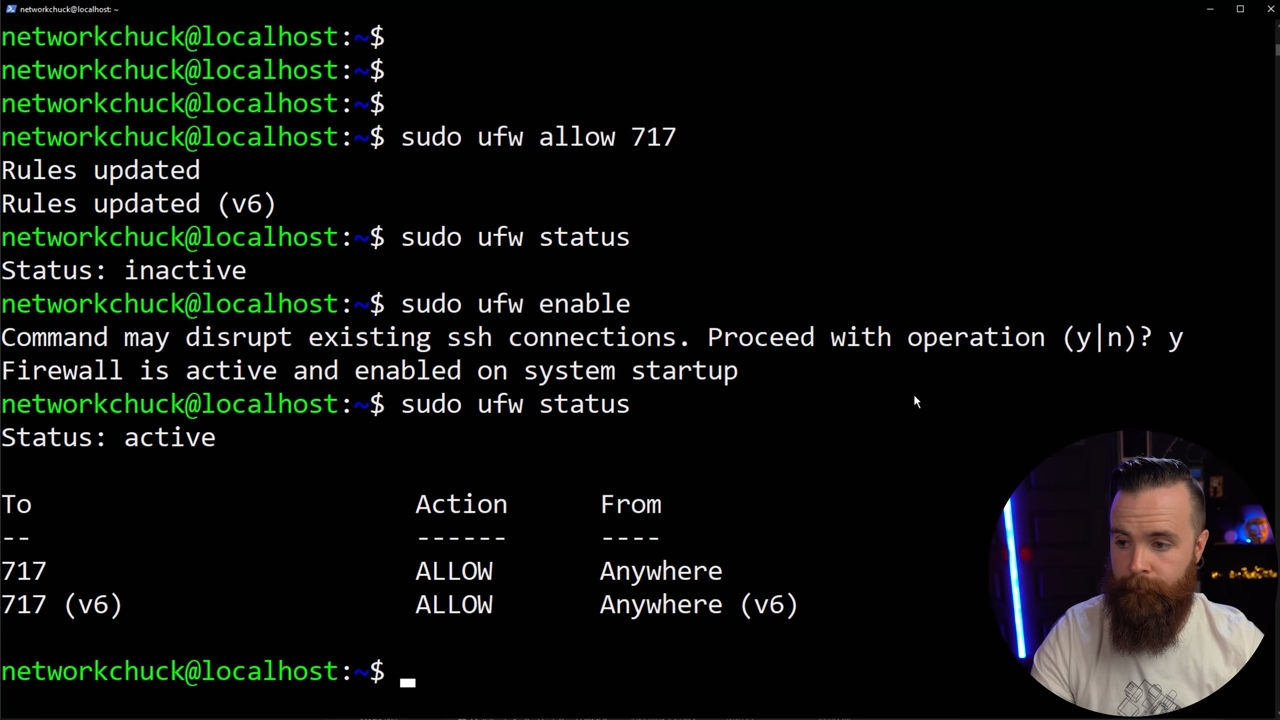 networkchuck@localhost: ~
networkchuck@localhost:~$
networkchuck@localhost:~$
networkchuck@localhost:~$
networkchuck@localhost:~$ sudo ufw allow 717
Rules updated
Rules updated (v6)
networkchuck@localhost:~$ sudo ufw status
Status: inactive
networkchuck@localhost:~$ sudo ufw enable
Command may disrupt existing ssh connections. Proceed with operation (y|n)? y
Firewall is active and enabled on system startup
networkchuck@localhost:~$ sudo ufw status
Status: active
To Action From
-- ------ ----
717 ALLOW Anywhere
717 (v6) ALLOW Anywhere (v6)
networkchuck@localhost:~$